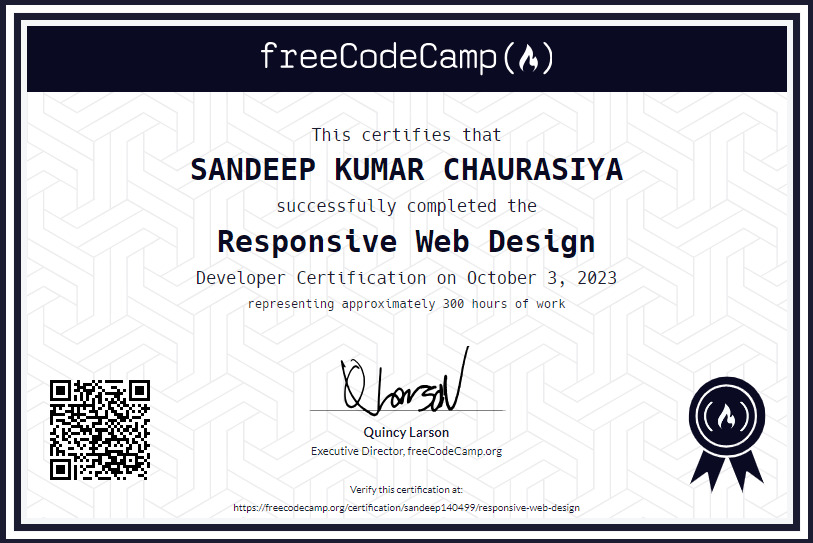 freeCodeCamp
This certifies that
SANDEEP KUMAR CHAURASIYA
successfully completed the
Responsive Web Design
Developer Certification on October 3, 2023
representing approximately 300 hours of work
QLarson
Quincy Larson
Executive Director, freeCodeCamp.org
Verify this certification at:
https://freecodecamp.org/certification/sandeep140499/responsive-web-design